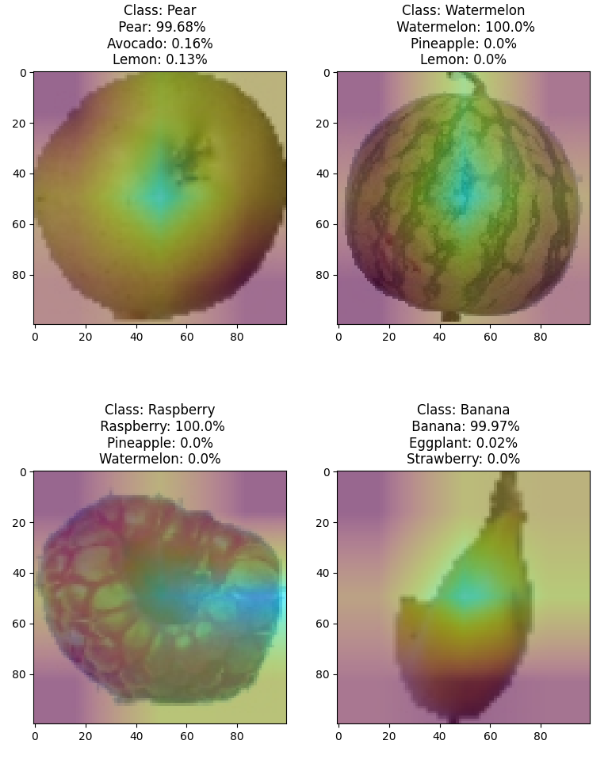 Class: Pear
Pear: 99.68%
Avocado: 0.16%
Lemon: 0.13%
0
20
40
60
80
0 20 40 60 80
Class: Watermelon
Watermelon: 100.0%
Pineapple: 0.0%
Lemon: 0.0%
0
20
40
60
80
0 20 40 60 80
Class: Raspberry
Raspberry: 100.0%
Pineapple: 0.0%
Watermelon: 0.0%
0
20
40
60
80
0 20 40 60 80
Class: Banana
Banana: 99.97%
Eggplant: 0.02%
Strawberry: 0.0%
0
20
40
60
80
0 20 40 60 80